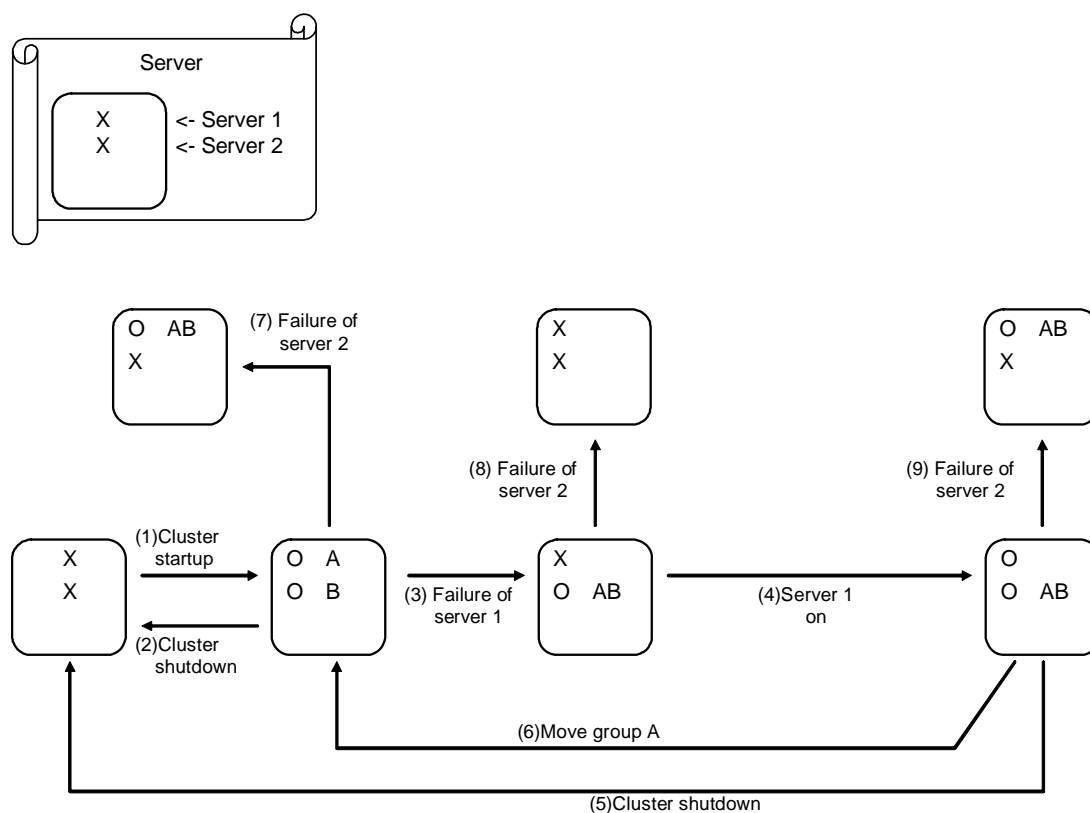 Server
X <- Server 1
X <- Server 2
O AB
X
(7) Failure of
server 2
X
X
O AB
X
(8) Failure of
server 2
(9) Failure of
server 2
X
X
(1)Cluster
startup
(2)Cluster
shutdown
O A
O B
(3) Failure of
server 1
X
O AB
(4)Server 1
on
O
O AB
(6)Move group A
(5)Cluster shutdown